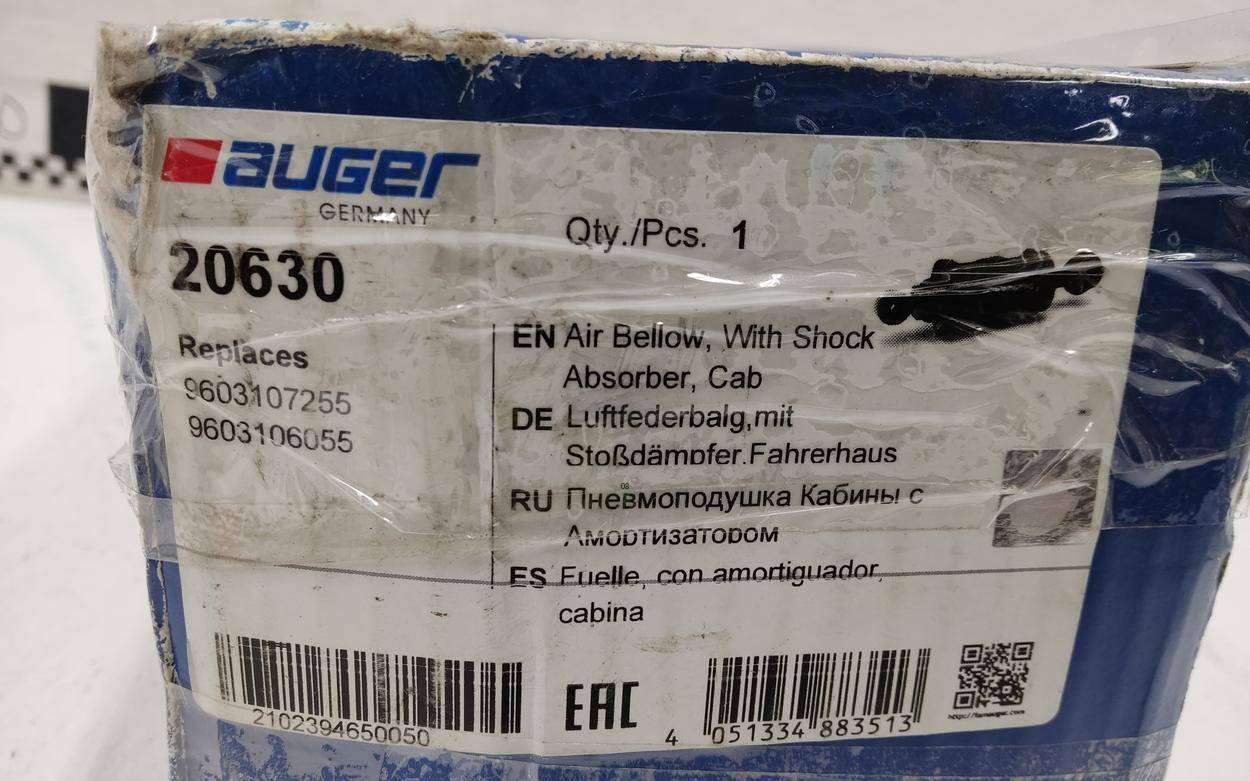 AUGER
GERMANY
20630
Qty./Pcs. 1
Replaces
9603107255
9603106055
EN Air Bellow, With Shock
Absorber, Cab
DE Luftfederbalg,mit
Stoßdämpfer.Fahrerhaus
RU Пневмоподушка Кабины с
Амортизатором
ES Fuelle, con amortiguador,
cabina
2102394650050
EAC
4 051334 883513